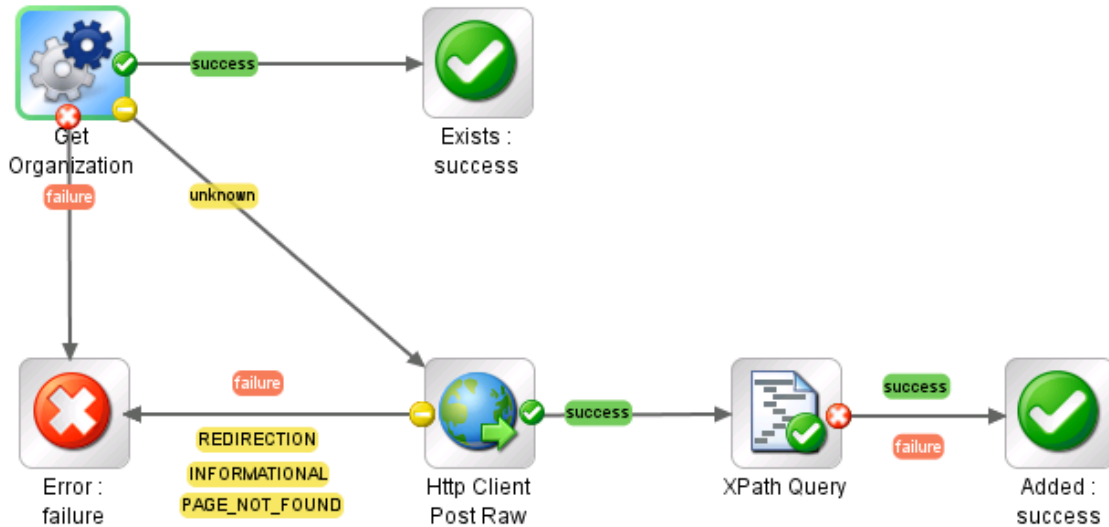 success
Get
Organization
Exists :
success
failure
unknown
failure
REDIRECTION
INFORMATIONAL
PAGE_NOT_FOUND
success
success
failure
Error :
failure
Http Client
Post Raw
XPath Query
Added :
success